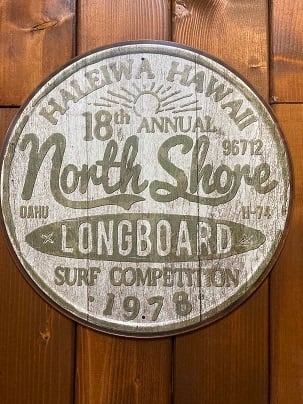 HALEIWA HAWAII
18th ANNUAL
North Shore
96712
OAHU
H-74
LONGBOARD
SURF COMPETITION
1978